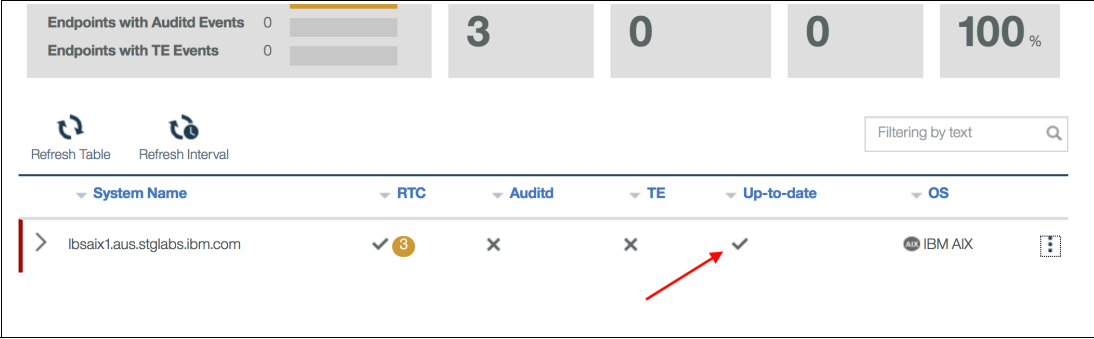 Endpoints with Auditd Events 0
Endpoints with TE Events 0
3 0 0 100 %
Refresh Table Refresh Interval
Filtering by text
System Name RTC Auditd TE Up-to-date OS
lbsaix1.aus.stglabs.ibm.com 3 AIX IBM AIX